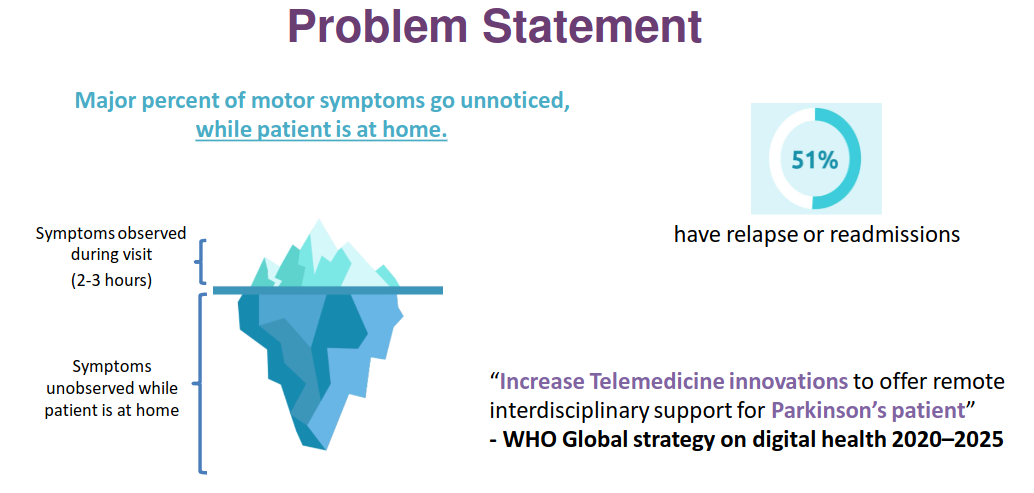 Problem Statement
Major percent of motor symptoms go unnoticed,
while patient is at home.
51%
have relapse or readmissions
Symptoms observed
during visit
(2-3 hours)
Symptoms
unobserved while
patient is at home
“Increase Telemedicine innovations to offer remote
interdisciplinary support for Parkinson’s patient”
- WHO Global strategy on digital health 2020–2025